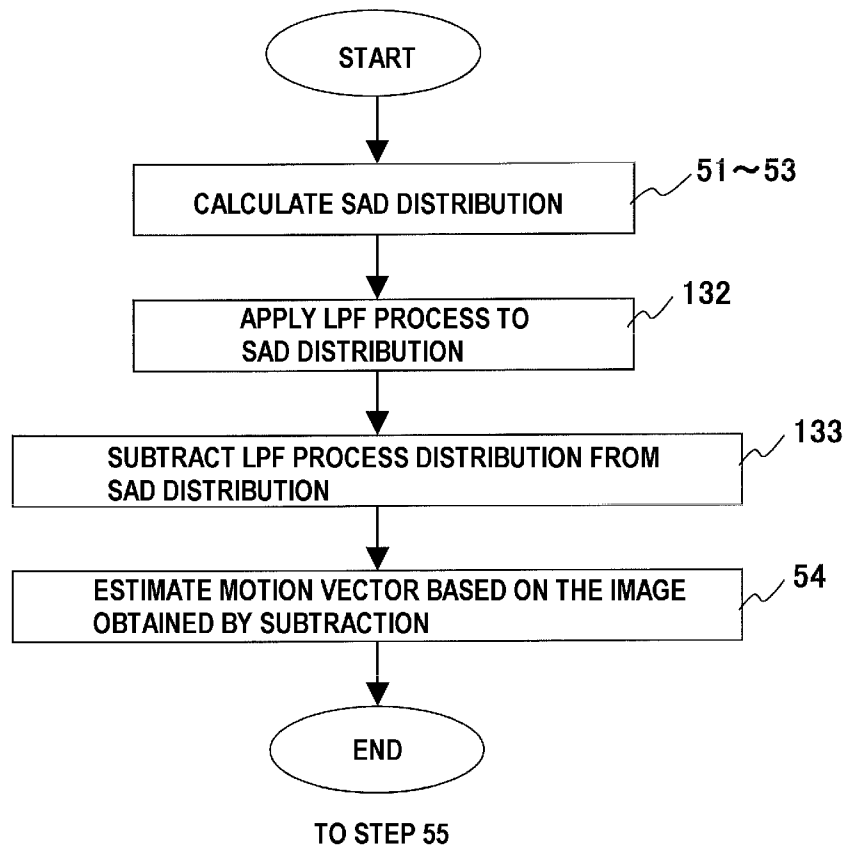 START
51～53
CALCULATE SAD DISTRIBUTION
132
APPLY LPF PROCESS TO
SAD DISTRIBUTION
133
SUBTRACT LPF PROCESS DISTRIBUTION FROM
SAD DISTRIBUTION
54
ESTIMATE MOTION VECTOR BASED ON THE IMAGE
OBTAINED BY SUBTRACTION
END
TO STEP 55